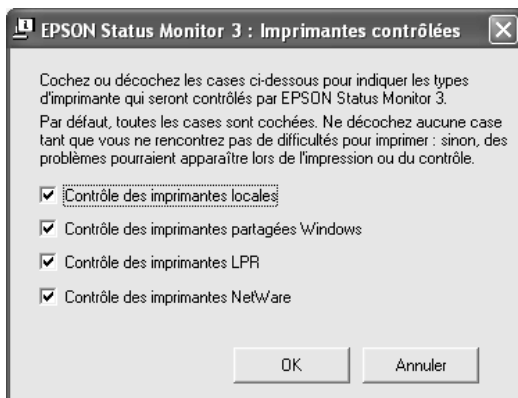 EPSON Status Monitor 3 : Imprimantes contrôlées
Cochez ou décochez les cases ci-dessous pour indiquer les types
d'imprimante qui seront contrôlés par EPSON Status Monitor 3.
Par défaut, toutes les cases sont cochées. Ne décochez aucune case
tant que vous ne rencontrez pas de difficultés pour imprimer : sinon, des
problèmes pourraient apparaître lors de l'impression ou du contrôle.
Contrôle des imprimantes locales
Contrôle des imprimantes partagées Windows
Contrôle des imprimantes LPR
Contrôle des imprimantes NetWare
OK
Annuler